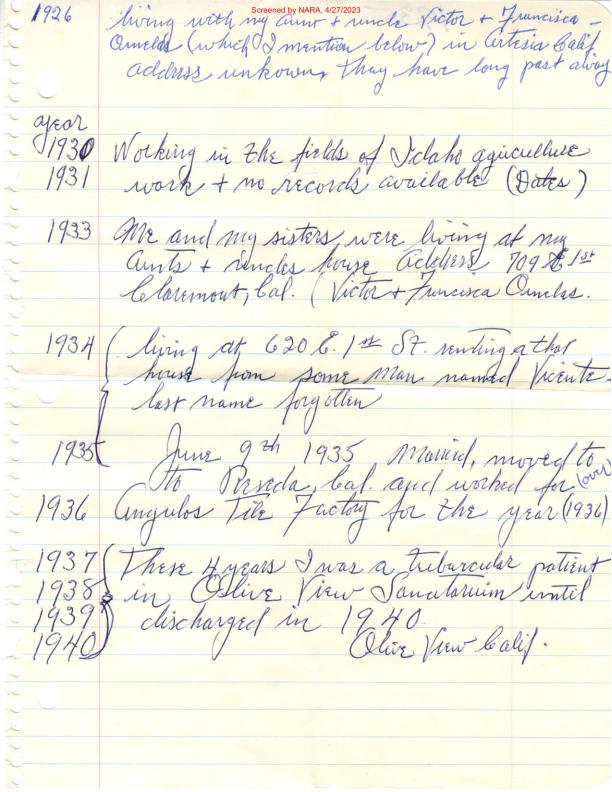 Screened by NARA, 4/27/2023
1926 living with my aunt + uncle Victor + Francisca -
Ornelas (which I mention below) in Artesia Calif
address unkown, they have long past away
year
1930 Working in the fields of Idaho agriculture
1931 work + no records available (Dates)
1933 Me and my sisters were living at my
Aunts + uncles house Address 709 E 1st
Claremont, Cal. (Victor + Francisca Ornelas.
1934 living at 620 E. 1st St. renting
house from some man named Vicente -
last name forgotten
1935 June 9th 1935 Married, moved to
to Reseda, Cal. and worked for (over)
1936 Angulos Tile Factory for the year (1936)
1937 These 4 years I was a tubarcular patient
1938 in Olive View Sanatarium until
1939 discharged in 1940.
1940 Olive View Calif.